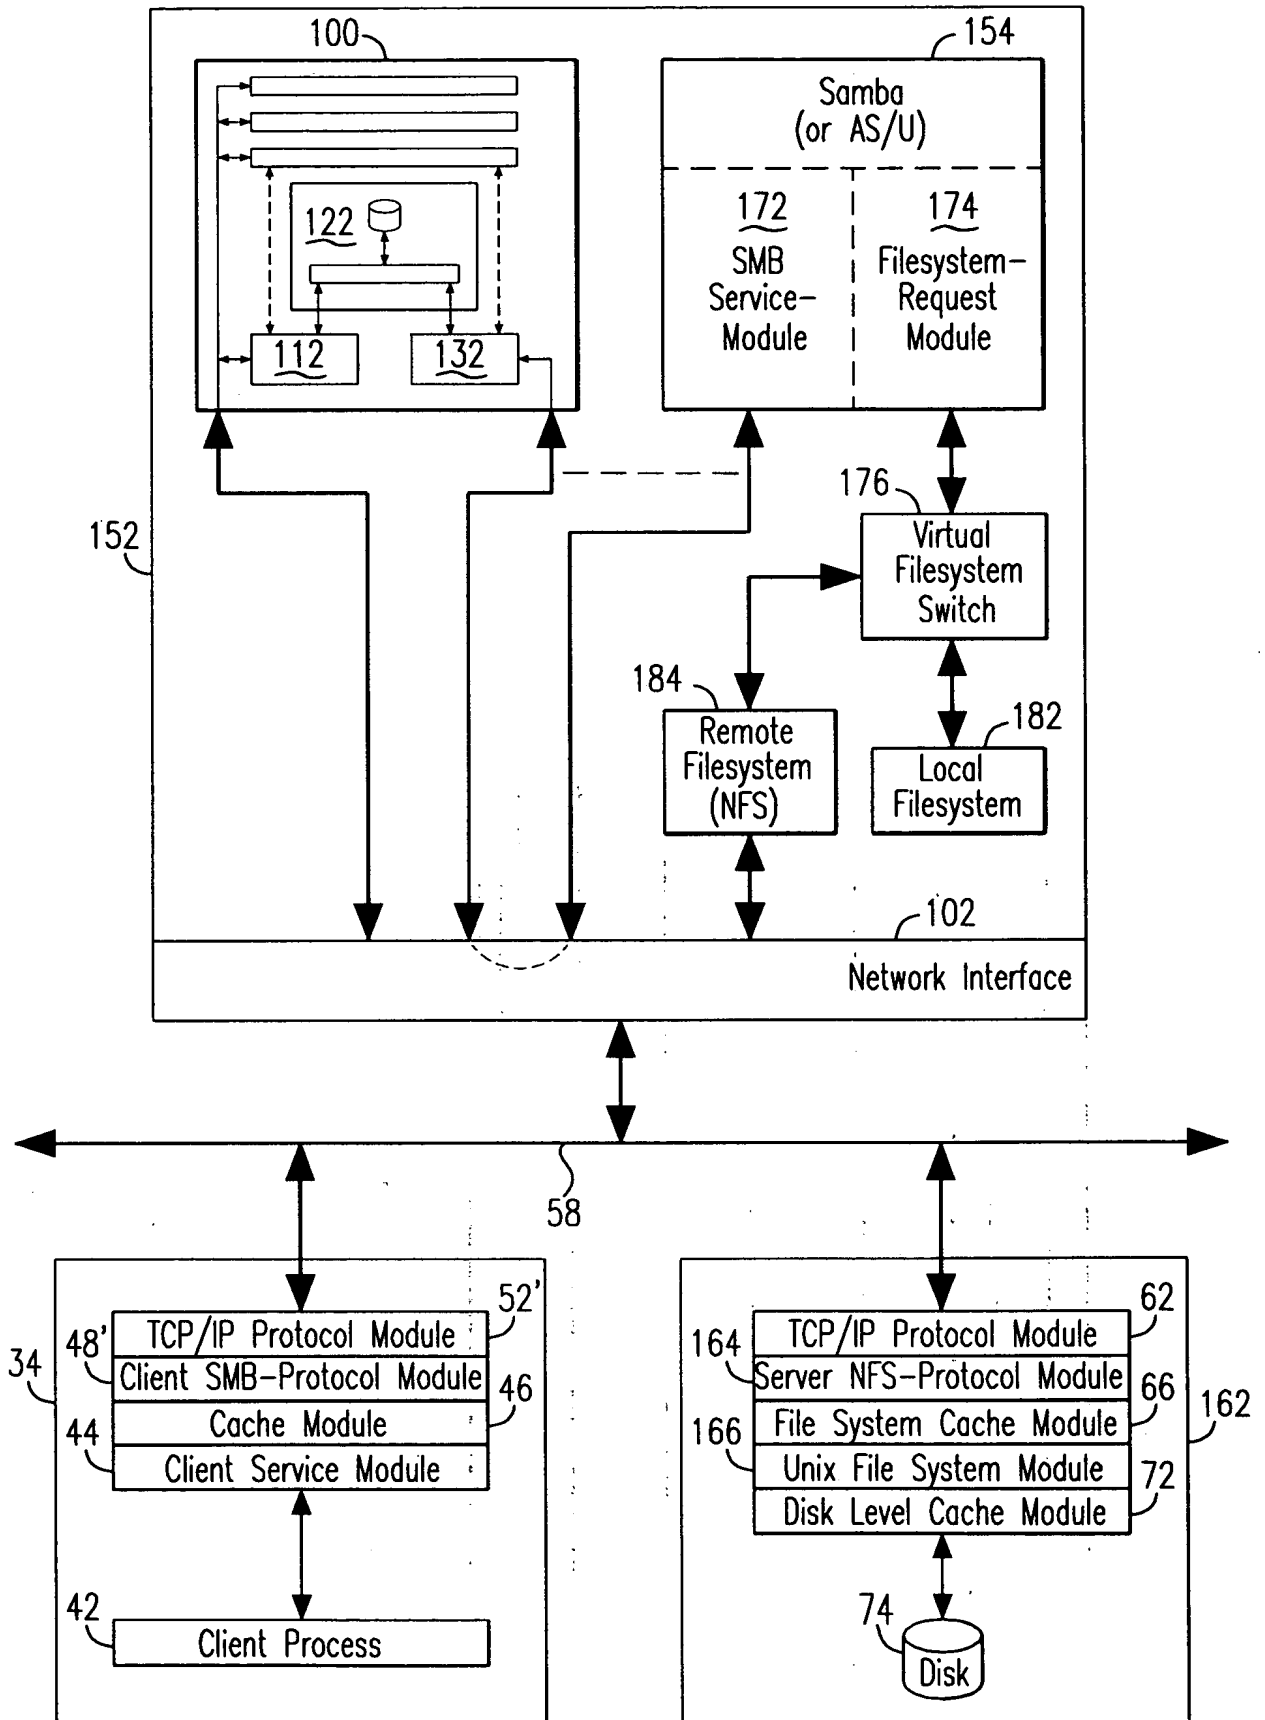 100
154
Samba
(or AS/U)
122
172
SMB
Service-
Module
174
Filesystem-
Request
Module
112
132
152
176
Virtual
Filesystem
Switch
184
Remote
Filesystem
(NFS)
182
Local
Filesystem
102
Network Interface
58
34
52'
TCP/IP Protocol Module
48'
Client SMB-Protocol Module
46
Cache Module
44
Client Service Module
42
Client Process
62
TCP/IP Protocol Module
164
Server NFS-Protocol Module
66
File System Cache Module
162
166
Unix File System Module
72
Disk Level Cache Module
74
Disk